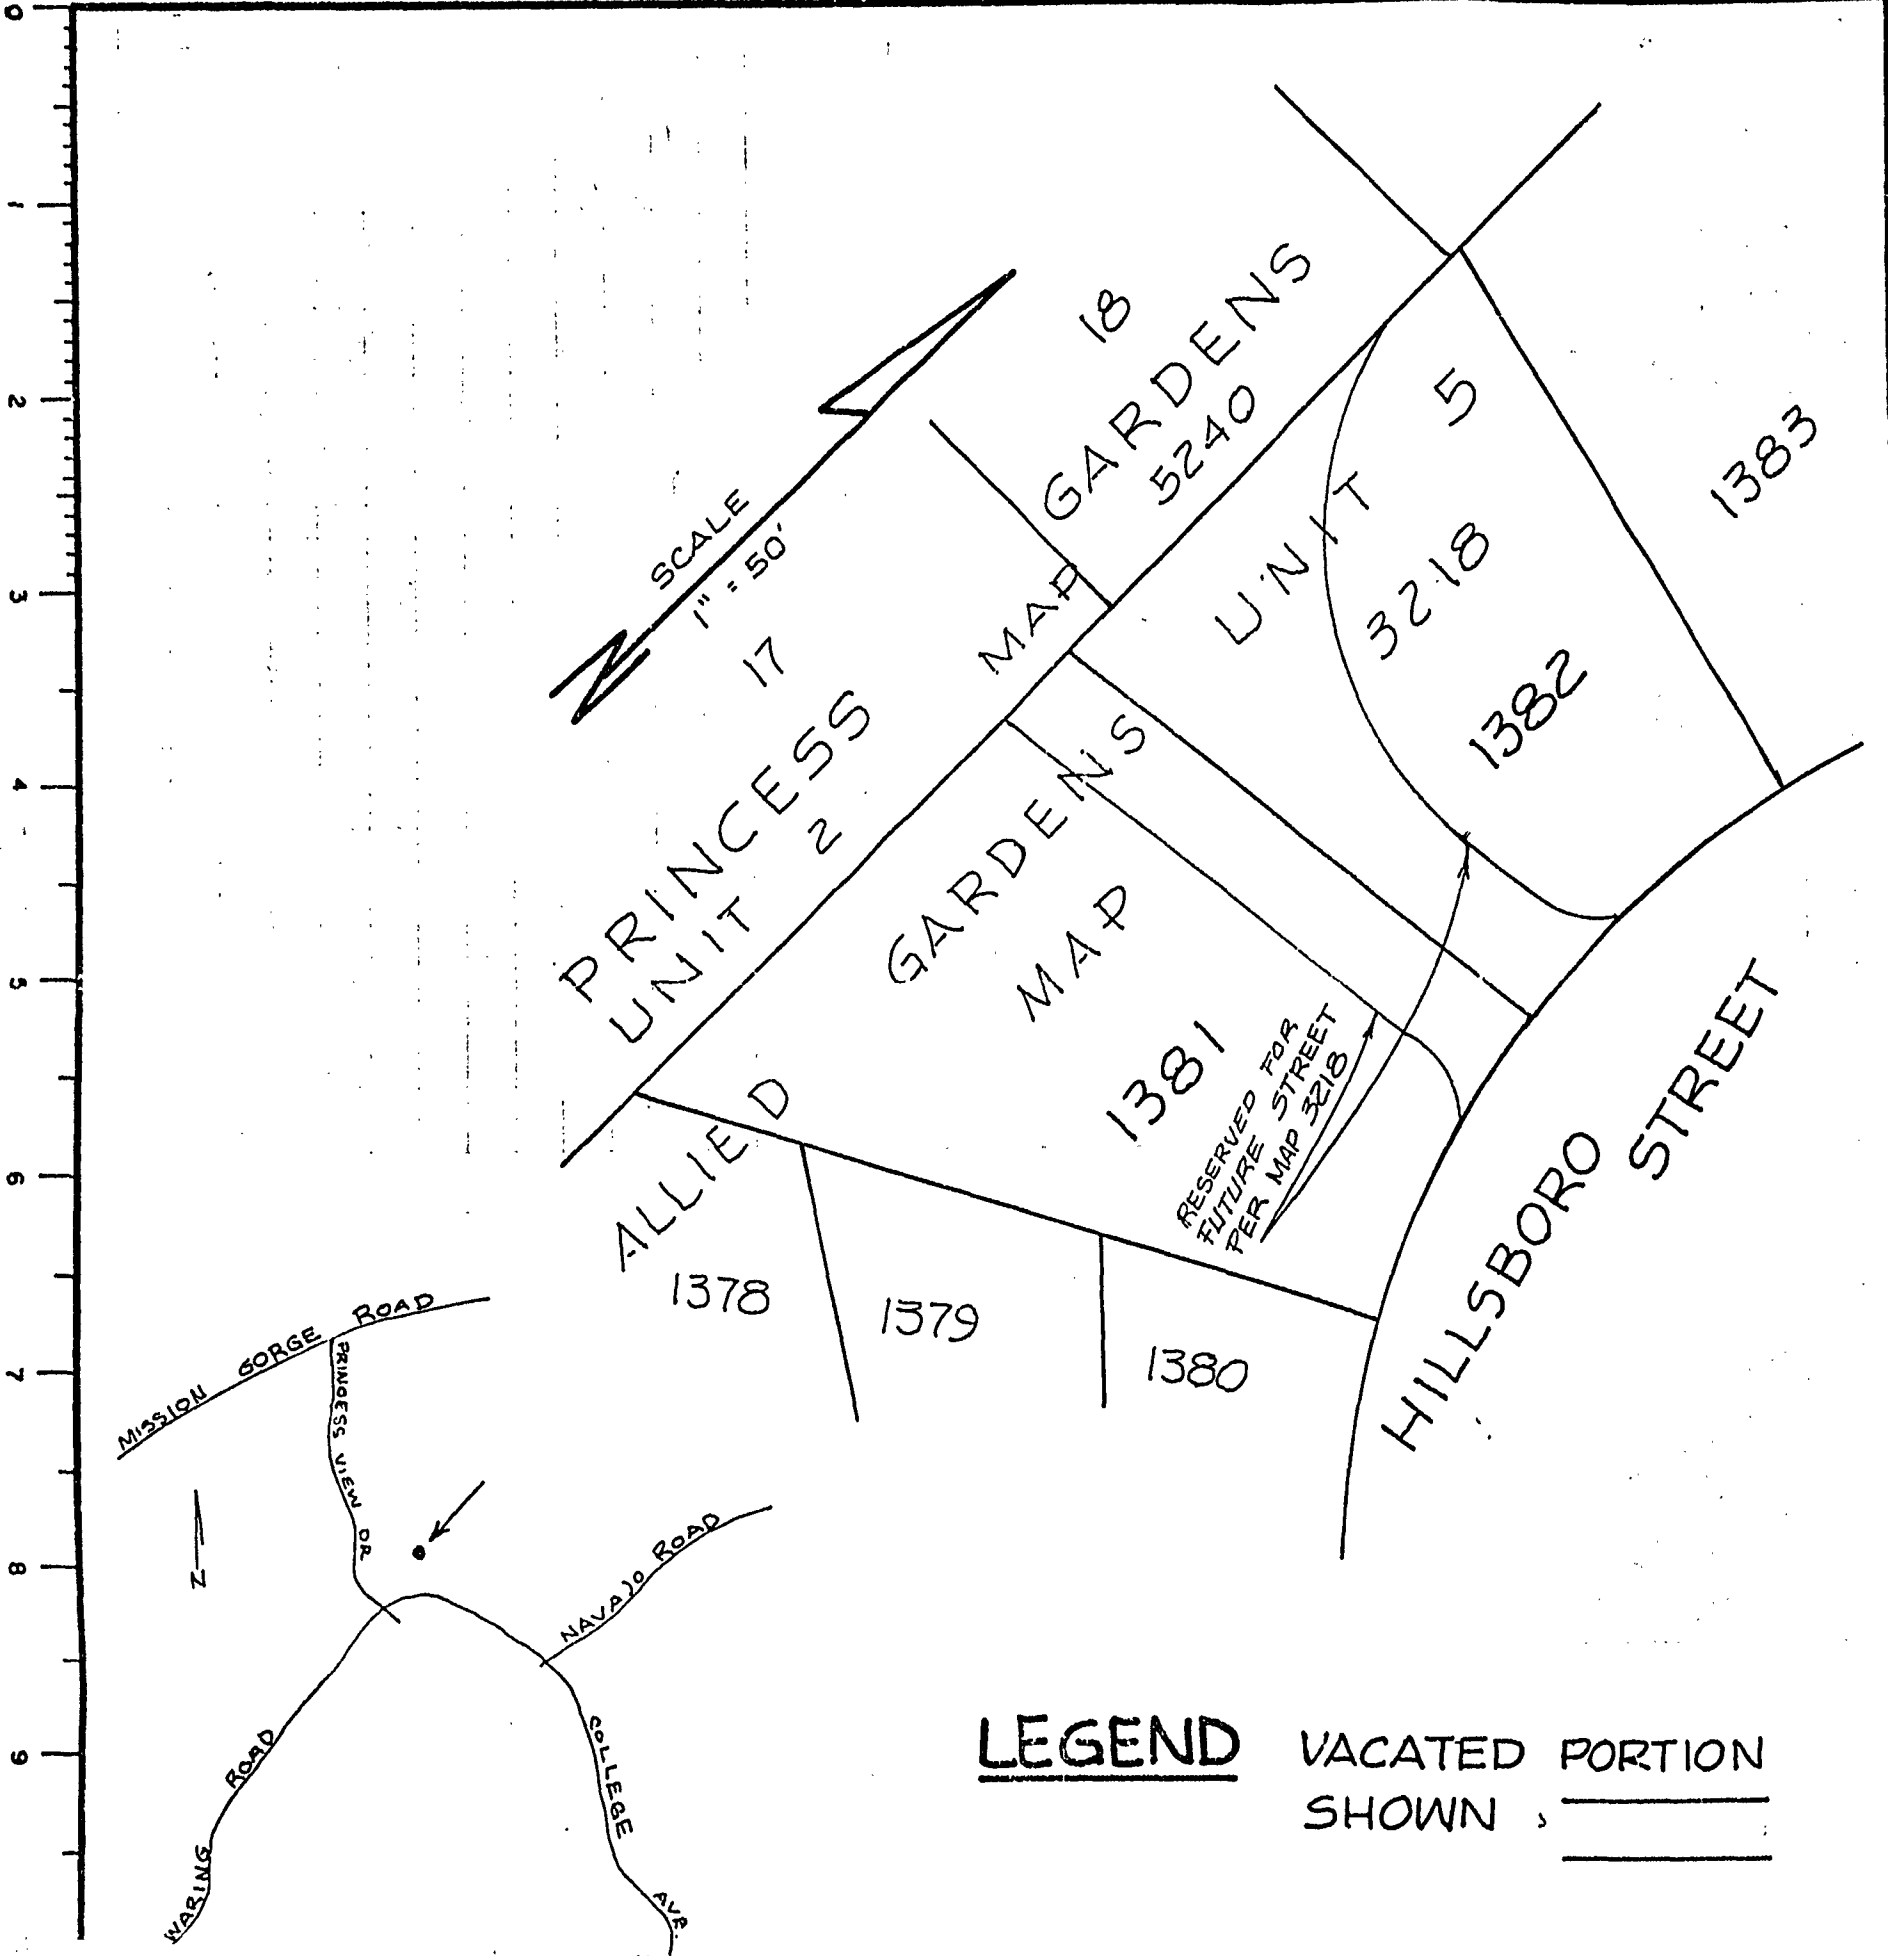 0
1
2
3
4
5
6
7
8
9
SCALE
1" = 50'
18
17
PRINCESS GARDENS
UNIT 2 MAP 5240
ALLIED GARDENS UNIT 5
MAP 3218
1383
1382
1381
RESERVED FOR
FUTURE STREET
PER MAP 3218
1378
1379
1380
HILLSBORO STREET
MISSION GORGE ROAD
PRINCESS VIEW DR
N
NAVAJO ROAD
WARING ROAD
COLLEGE AVE.
LEGEND VACATED PORTION
SHOWN